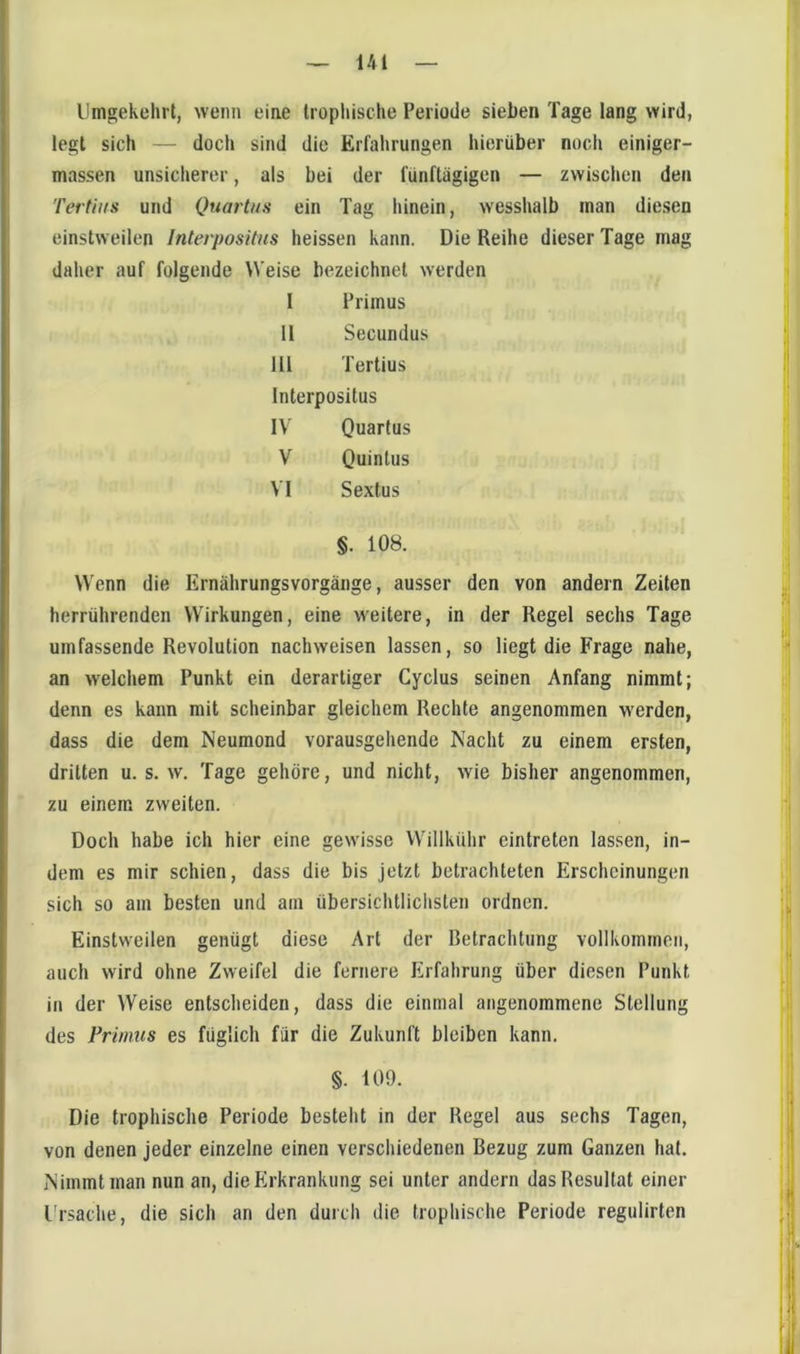 — 141 —
Umgekehrt, wenn eine trophische Periode sieben Tage lang wird,
legt sich — doch sind die Erfahrungen hierüber noch einiger-
massen unsicherer, als bei der fünftägigen — zwischen den
Tertius und Quartus ein Tag hinein, wesshalb man diesen
einstweilen Interpositus heissen kann. Die Reihe dieser Tage mag
daher auf folgende Weise bezeichnet werden
I Primus
II Secundus
III Tertius
Interpositus
IV Quartus
V Quintus
VI Sextus
§. 108.
Wenn die Ernährungsvorgänge, ausser den von andern Zeiten
herrührenden Wirkungen, eine weitere, in der Regel sechs Tage
umfassende Revolution nachweisen lassen, so liegt die Frage nahe,
an welchem Punkt ein derartiger Cyclus seinen Anfang nimmt;
denn es kann mit scheinbar gleichem Rechte angenommen werden,
dass die dem Neumond vorausgehende Nacht zu einem ersten,
dritten u. s. w. Tage gehöre, und nicht, wie bisher angenommen,
zu einem zweiten.
Doch habe ich hier eine gewisse Willkühr eintreten lassen, in-
dem es mir schien, dass die bis jetzt betrachteten Erscheinungen
sich so am besten und am übersichtlichsten ordnen.
Einstweilen genügt diese Art der Betrachtung vollkommen,
auch wird ohne Zweifel die fernere Erfahrung über diesen Punkt
in der Weise entscheiden, dass die einmal angenommene Stellung
des Primus es füglich für die Zukunft bleiben kann.
§. 109.
Die trophische Periode besteht in der Regel aus sechs Tagen,
von denen jeder einzelne einen verschiedenen Bezug zum Ganzen hat.
Nimmt man nun an, die Erkrankung sei unter andern das Resultat einer
Ursache, die sich an den durch die trophische Periode regulirten